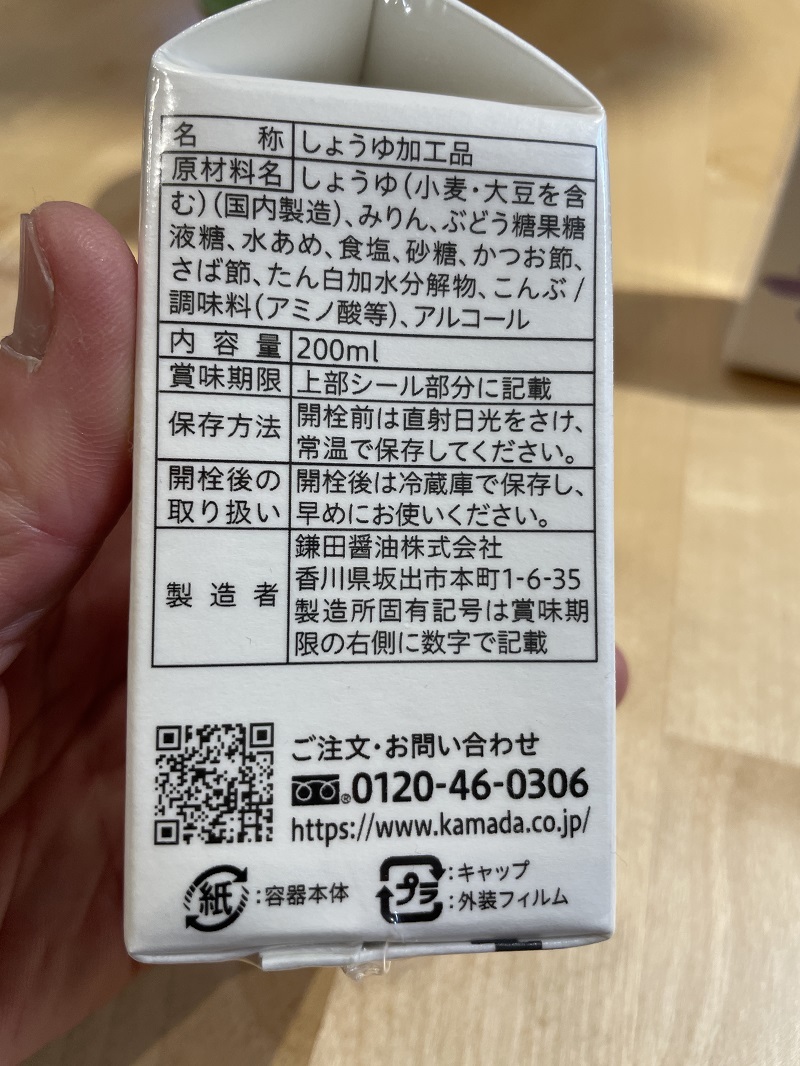 名称 しょうゆ加工品
原材料名 しょうゆ(小麦・大豆を含
む)(国内製造)、みりん、ぶどう糖果糖
液糖、水あめ、食塩、砂糖、かつお節、
さば節、たん白加水分解物、こんぶ/
調味料(アミノ酸等)、アルコール
内容量 200ml
賞味期限 上部シール部分に記載
保存方法 開栓前は直射日光をさけ、
常温で保存してください。
開栓後の取り扱い 開栓後は冷蔵庫で保存し、
早めにお使いください。
製造者 鎌田醤油株式会社
香川県坂出市本町1-6-35
製造所固有記号は賞味期
限の右側に数字で記載
ご注文・お問い合わせ
®0120-46-0306
https://www.kamada.co.jp/
紙:容器本体
プラ:キャップ
:外装フィルム